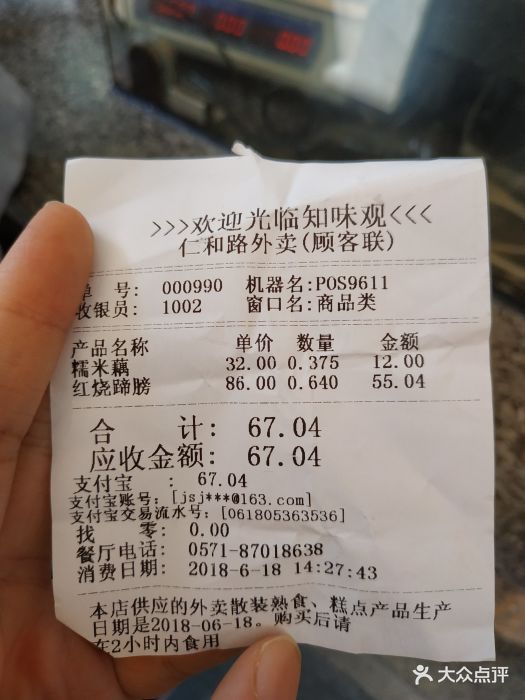 >>>欢迎光临知味观<<<
仁和路外卖(顾客联)
单 号: 000990 机器名:POS9611
收银员: 1002 窗口名:商品类
产品名称 单价 数量 金额
糯米藕 32.00 0.375 12.00
红烧蹄膀 86.00 0.640 55.04
合 计: 67.04
应收金额: 67.04
支付宝 : 67.04
支付宝账号:[jsj***@163.com]
支付宝交易流水号:[061805363536]
找 零: 0.00
餐厅电话: 0571-87018638
消费日期: 2018-6-18 14:27:43
本店供应的外卖散装熟食、糕点产品生产
日期是2018-06-18。购买后请
在2小时内食用
大众点评